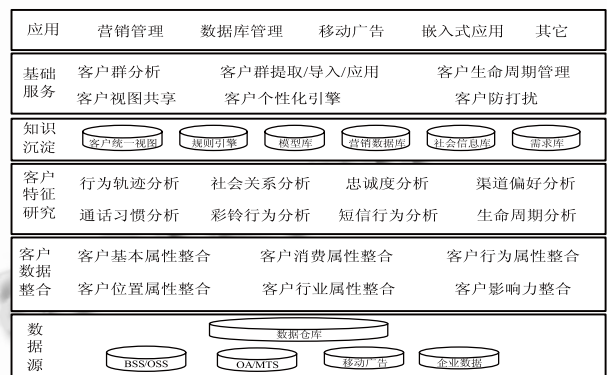 应用 营销管理 数据库管理 移动广告 嵌入式应用 其它
基础服务
客户群分析 客户群提取/导入/应用 客户生命周期管理
客户视图共享 客户个性化引擎 客户防打扰
知识沉淀
客户统一视图 规则引擎 模型库 营销数据库 社会信息库 需求库
客户特征研究
行为轨迹分析 社会关系分析 忠诚度分析 渠道偏好分析
通话习惯分析 彩铃行为分析 短信行为分析 生命周期分析
客户数据整合
客户基本属性整合 客户消费属性整合 客户行为属性整合
客户位置属性整合 客户行业属性整合 客户影响力整合
数据源
数据仓库
BSS/OSS OA/MTS 移动广告 企业数据